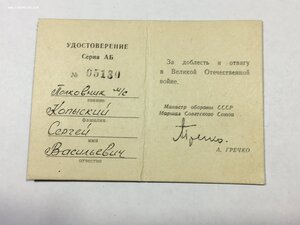 УДОСТОВЕРЕНИЕ
Серия АБ
№ 05130
Полковник м/с
звание
Копыский
фамилия
Сергей
имя
Васильевич
отчество
За доблесть и отвагу
в Великой Отечественной
войне.
Министр обороны СССР
Маршал Советского Союза
Гречко
А. ГРЕЧКО